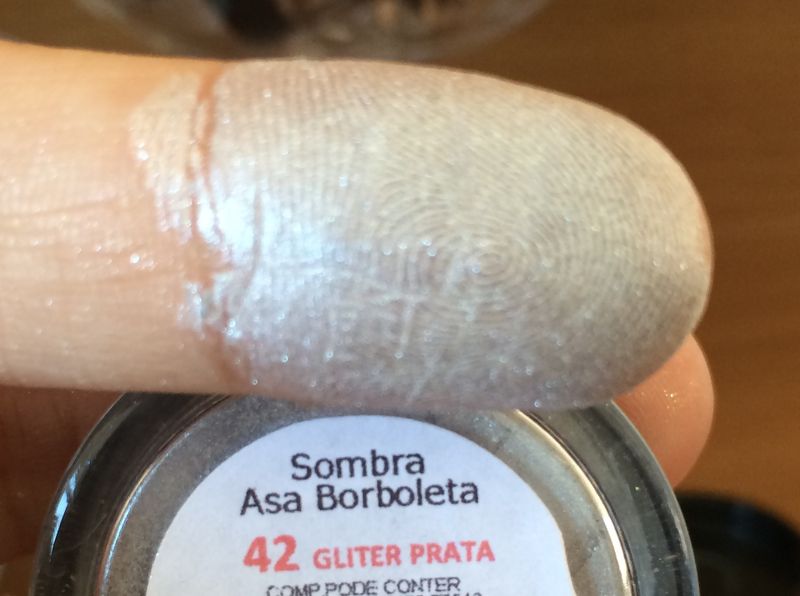 Sombra
Asa Borboleta
42 GLITER PRATA
COMP.PODE CONTER